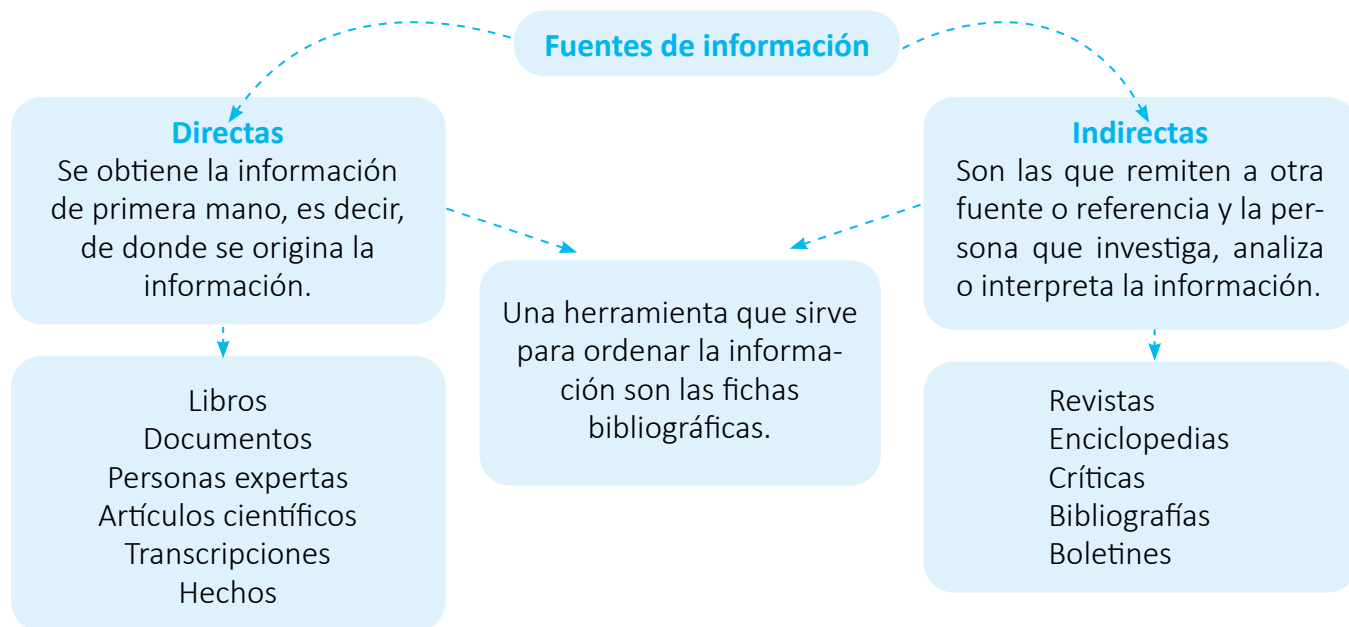 Fuentes de información
Directas
Se obtiene la información
de primera mano, es decir,
de donde se origina la
información.
Indirectas
Son las que remiten a otra
fuente o referencia y la per-
sona que investiga, analiza
o interpreta la información.
Una herramienta que sirve
para ordenar la informa-
ción son las fichas
bibliográficas.
Libros
Documentos
Personas expertas
Artículos científicos
Transcripciones
Hechos
Revistas
Enciclopedias
Críticas
Bibliografías
Boletines